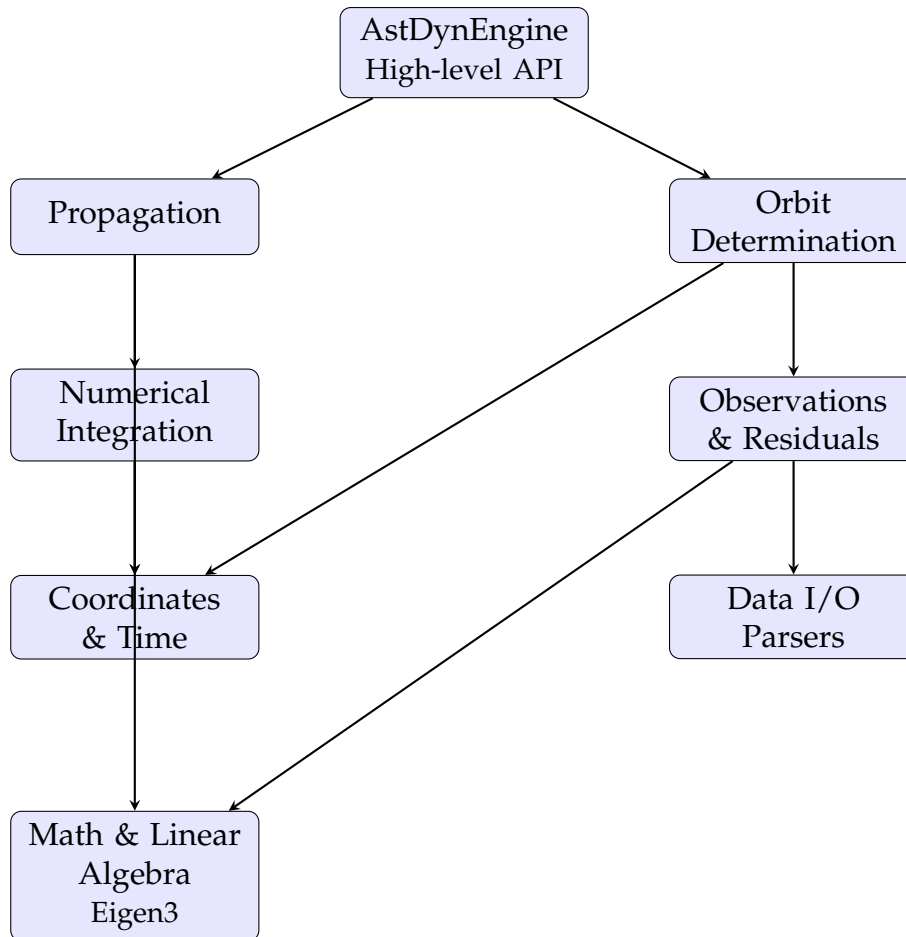 AstDynEngine
High-level API
Propagation
Orbit
Determination
Numerical
Integration
Observations
& Residuals
Coordinates
& Time
Data I/O
Parsers
Math & Linear
Algebra
Eigen3